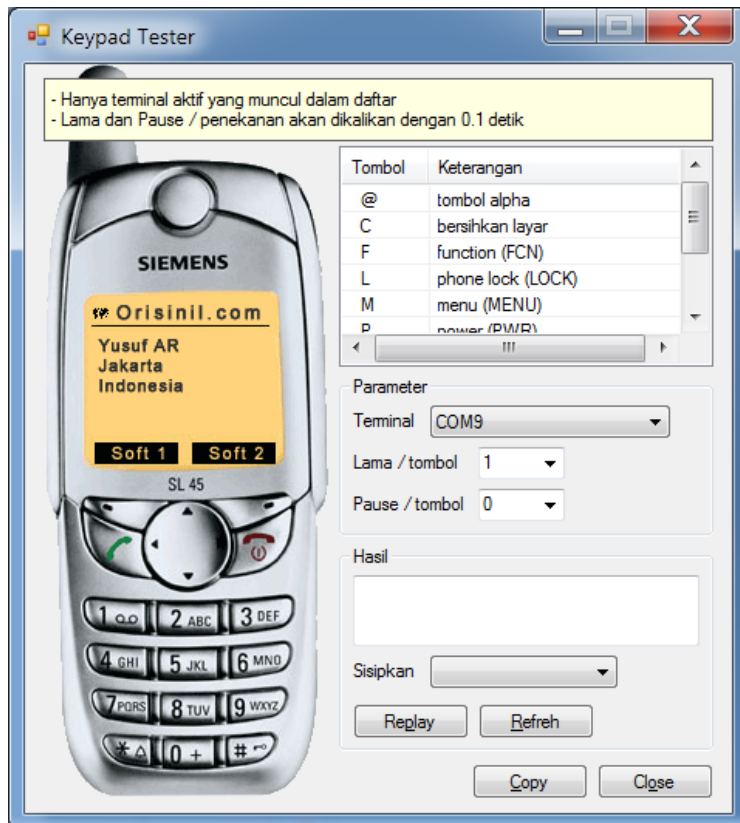 Keypad Tester
- Hanya terminal aktif yang muncul dalam daftar
- Lama dan Pause / penekanan akan dikalikan dengan 0.1 detik
SIEMENS
Orisinil.com
Yusuf AR
Jakarta
Indonesia
Soft 1 Soft 2
SL 45
1
2 ABC
3 DEF
4 GHI
5 JKL
6 MNO
7 PQRS
8 TUV
9 WXYZ
*
0 +
#
Tombol Keterangan
@ tombol alpha
C bersihkan layar
F function (FCN)
L phone lock (LOCK)
M menu (MENU)
P power (PWR)
Parameter
Terminal COM9
Lama / tombol 1
Pause / tombol 0
Hasil
Sisipkan
Replay Refreh
Copy Close